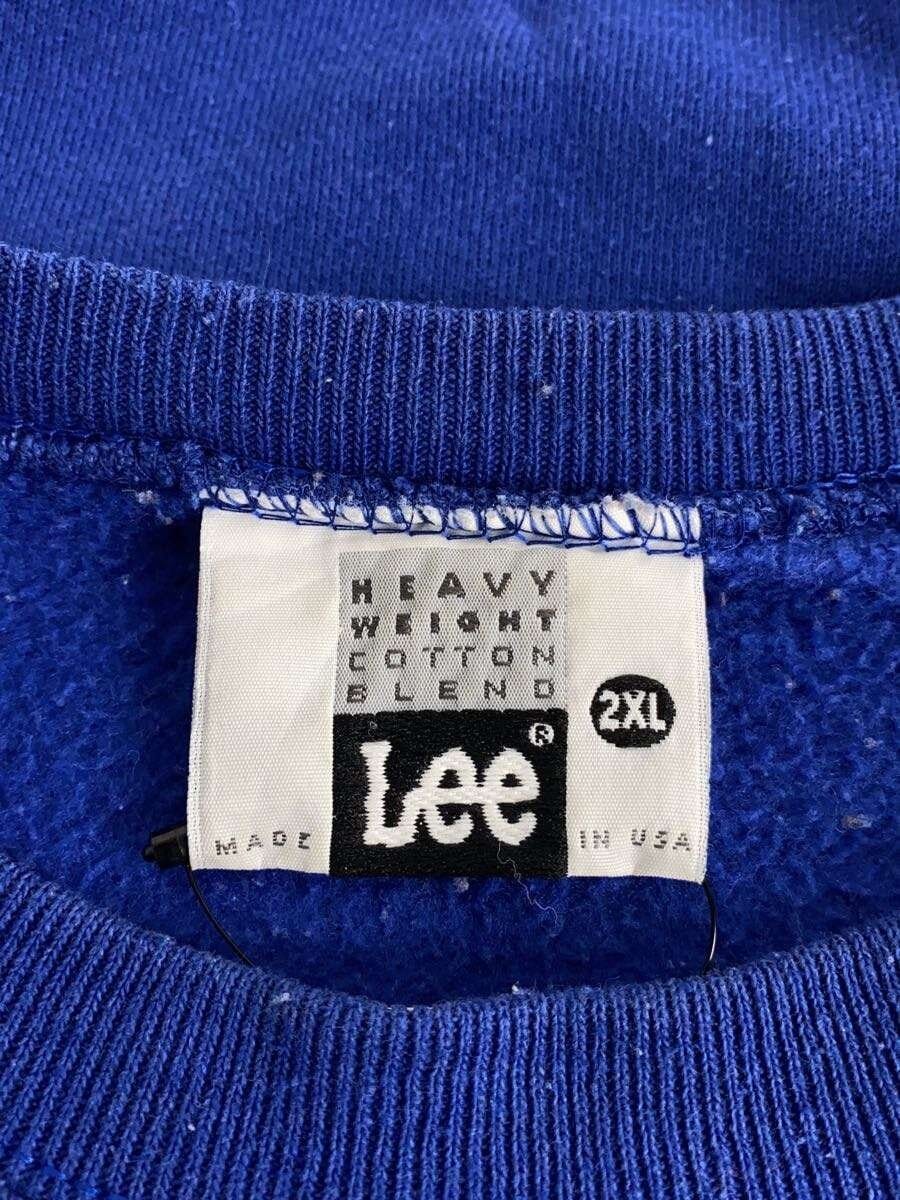 HEAVY
WEIGHT
COTTON
BLEND
2XL
Lee®
MADE IN USA